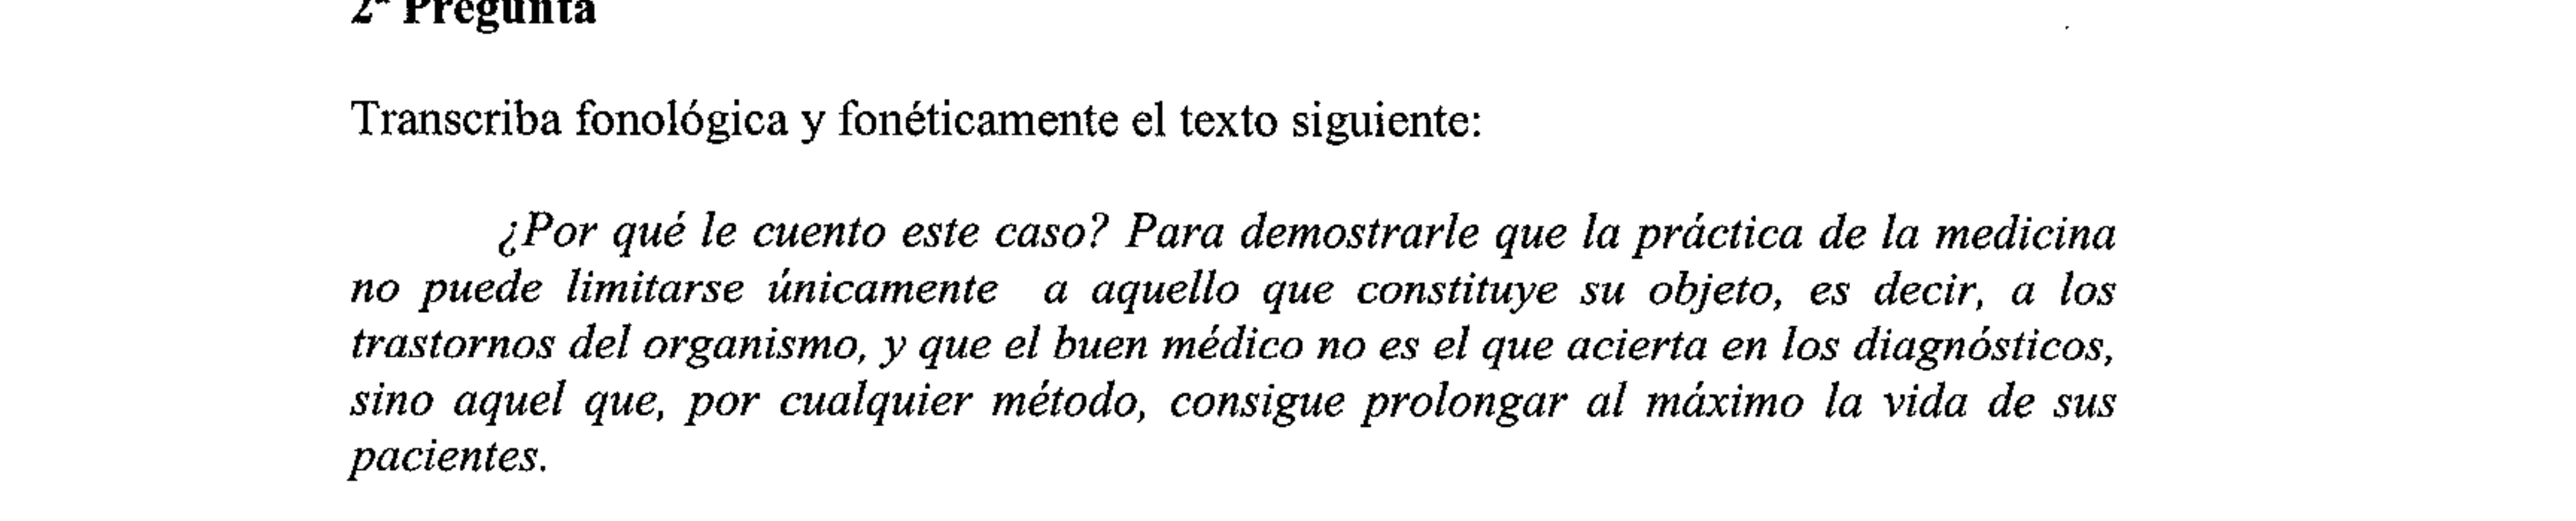 2ª Pregunta
Transcriba fonológica y fonéticamente el texto siguiente:
¿Por qué le cuento este caso? Para demostrarle que la práctica de la medicina
no puede limitarse únicamente a aquello que constituye su objeto, es decir, a los
trastornos del organismo, y que el buen médico no es el que acierta en los diagnósticos,
sino aquel que, por cualquier método, consigue prolongar al máximo la vida de sus
pacientes.